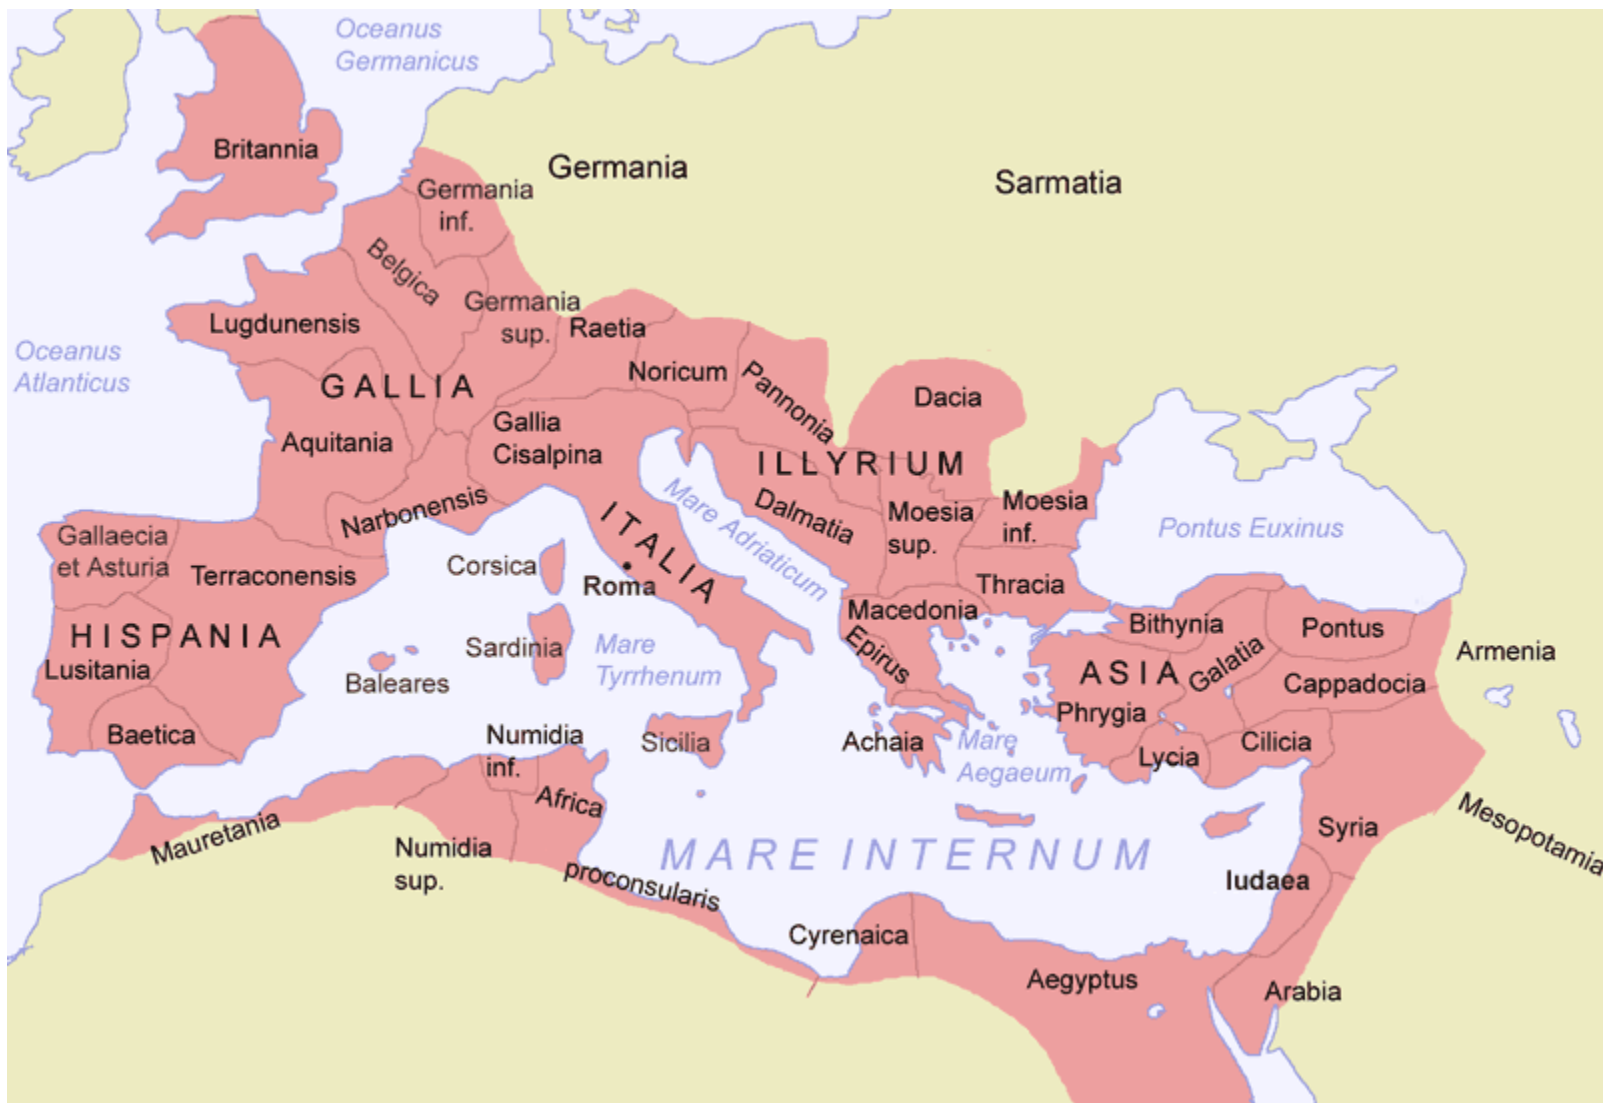 Oceanus
Germanicus
Britannia
Germania
Sarmatia
Germania
inf.
Belgica
Germania
sup.
Lugdunensis
Raetia
Oceanus
Atlanticus
GALLIA
Noricum
Pannonia
Dacia
Gallia
Cisalpina
Aquitania
ILLYRIUM
Narbonensis
Mare Adriaticum
Dalmatia
Moesia
sup.
Moesia
inf.
Pontus Euxinus
Gallaecia
et Asturia
Terraconensis
Corsica
ITALIA
Roma
Thracia
Macedonia
Bithynia
Pontus
HISPANIA
Lusitania
Sardinia
Mare
Tyrrhenum
Epirus
ASIA
Galatia
Armenia
Baleares
Cappadocia
Phrygia
Baetica
Numidia
inf.
Sicilia
Achaia
Mare
Aegaeum
Lycia
Cilicia
Africa
Mauretania
Numidia
sup.
proconsularis
MARE INTERNUM
Syria
Mesopotamia
Iudaea
Cyrenaica
Aegyptus
Arabia